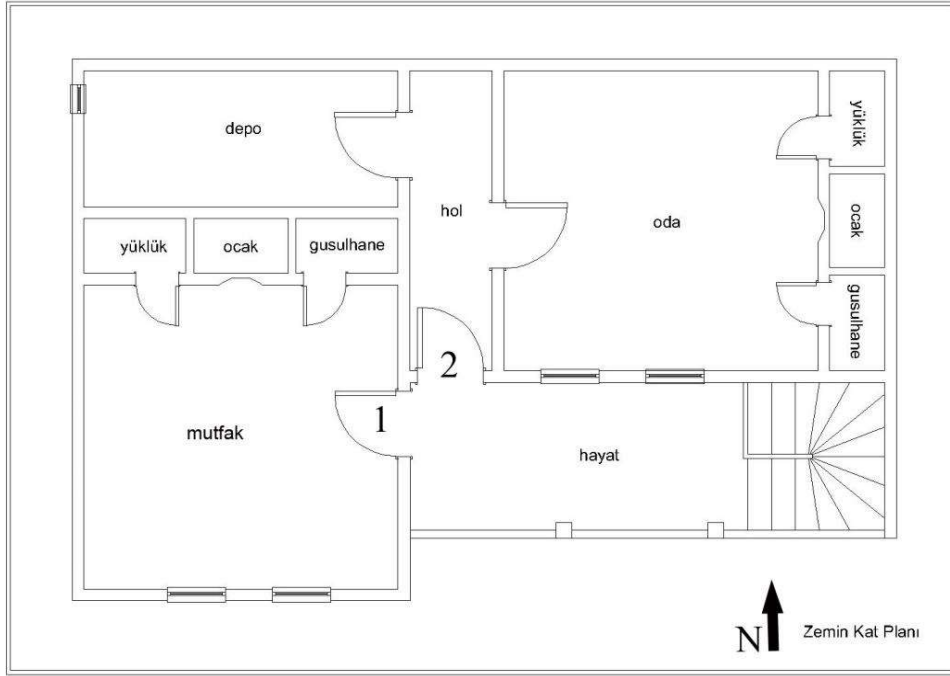 depo
yüklük
ocak
gusulhane
hol
oda
yüklük
ocak
gusulhane
mutfak
1
2
hayat
N
Zemin Kat Planı